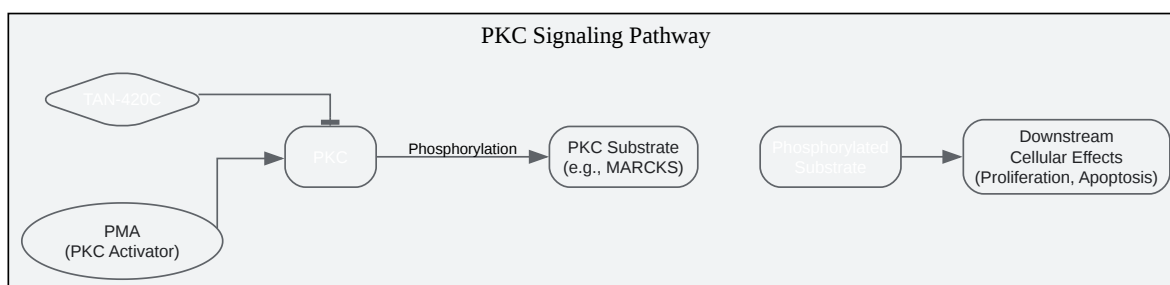 PKC Signaling Pathway
TAN-420C
PKC
Phosphorylation
PKC Substrate
(e.g., MARCKS)
Phosphorylated
Substrate
Downstream
Cellular Effects
(Proliferation, Apoptosis)
PMA
(PKC Activator)